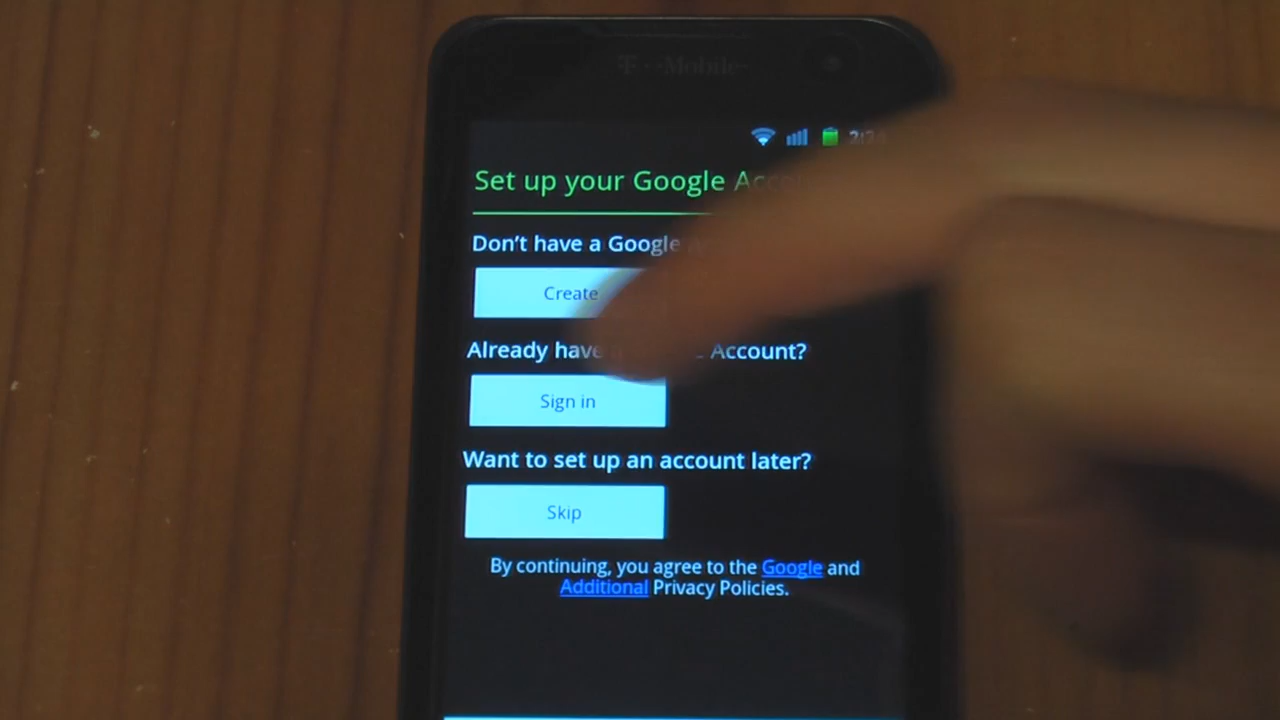 T-Mobile
Set up your Google
Don't have a Google
Create
Already have Account?
Sign in
Want to set up an account later?
Skip
By continuing, you agree to the Google and
Additional Privacy Policies.